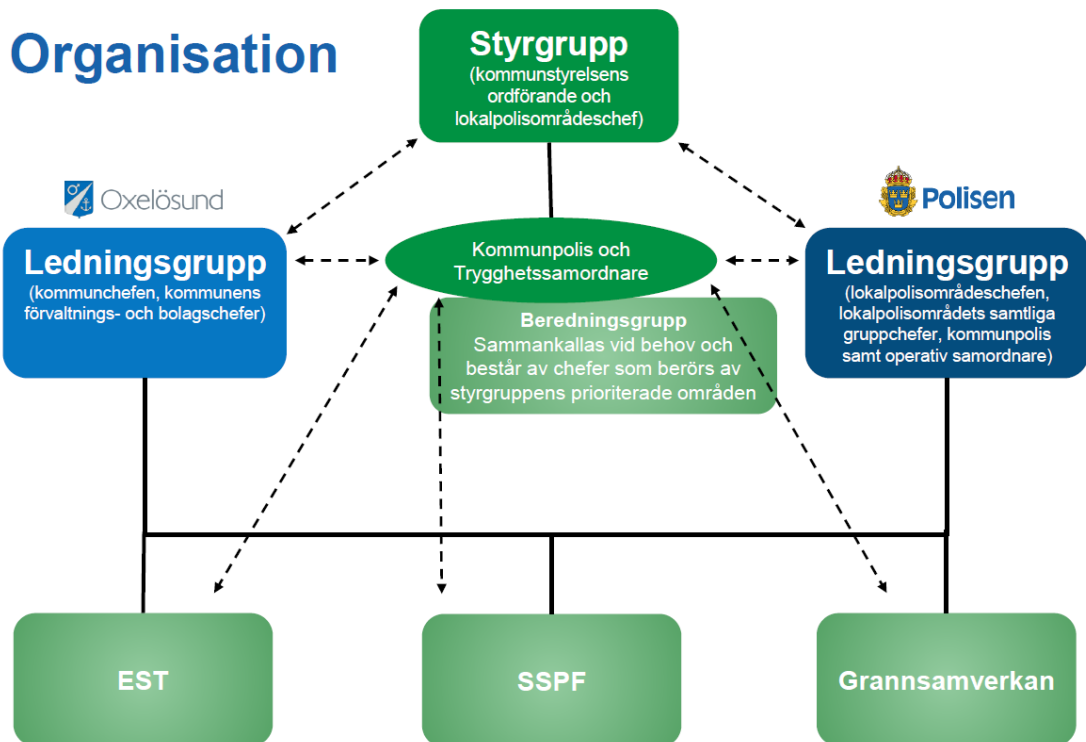 Organisation
Styrgrupp
(kommunstyrelsens
ordförande och
lokalpolisområdeschef)
Oxelösund
Polisen
Ledningsgrupp
(kommunchefen, kommunens
förvaltnings- och bolagschefer)
Kommunpolis och
Trygghetssamordnare
Ledningsgrupp
(lokalpolisområdeschefen,
lokalpolisområdets samtliga
gruppchefer, kommunpolis
samt operativ samordnare)
Beredningsgrupp
Sammankallas vid behov och
består av chefer som berörs av
styrgruppens prioriterade områden
EST
SSPF
Grannsamverkan